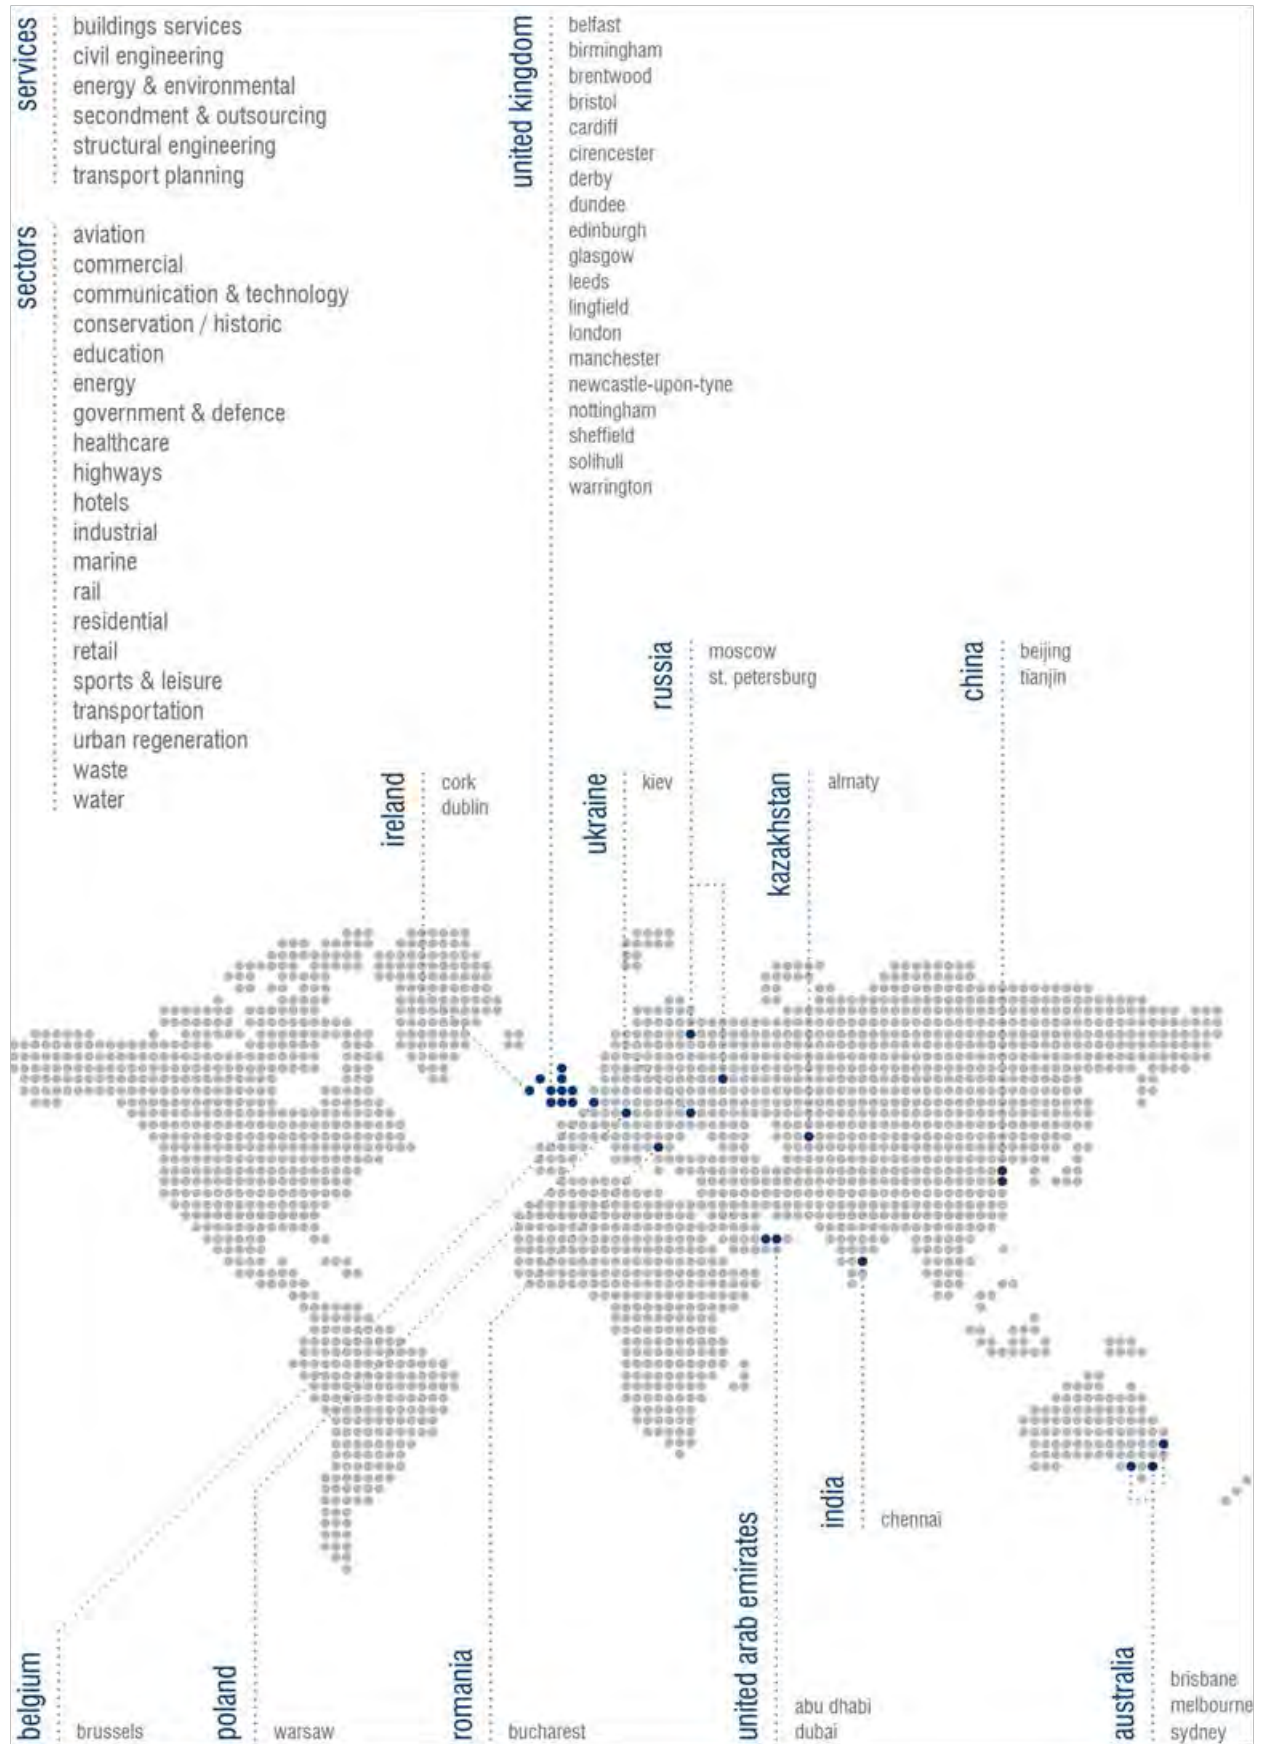 services
buildings services
civil engineering
energy & environmental
secondment & outsourcing
structural engineering
transport planning
sectors
aviation
commercial
communication & technology
conservation / historic
education
energy
government & defence
healthcare
highways
hotels
industrial
marine
rail
residential
retail
sports & leisure
transportation
urban regeneration
waste
water
united kingdom
belfast
birmingham
brentwood
bristol
cardiff
cirencester
derby
dundee
edinburgh
glasgow
leeds
lingfield
london
manchester
newcastle-upon-tyne
nottingham
sheffield
solihull
warrington
ireland
cork
dublin
ukraine
kiev
russia
moscow
st. petersburg
kazakhstan
almaty
china
beijing
tianjin
belgium
brussels
poland
warsaw
romania
bucharest
united arab emirates
abu dhabi
dubai
india
chennai
australia
brisbane
melbourne
sydney